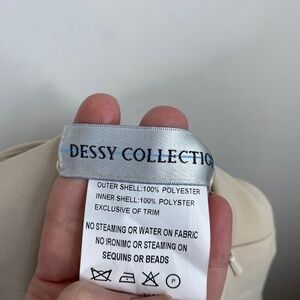 DESSY COLLECTIO
OUTER SHELL:100% POLYESTER
INNER SHELL:100% POLYSTER
EXCLUSIVE OF TRIM
NO STEAMING OR WATER ON FABRIC
NO IRONIMC OR STEAMING ON
SEQUINS OR BEADS
P